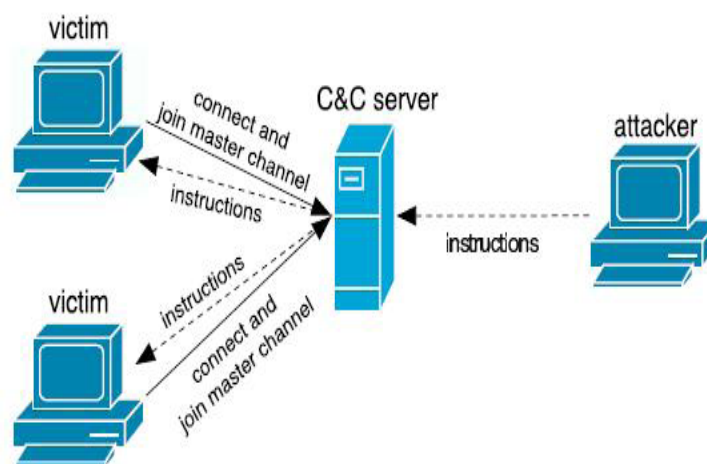 victim
connect and
join master channel
instructions
C&C server
attacker
instructions
victim
instructions
connect and
join master channel